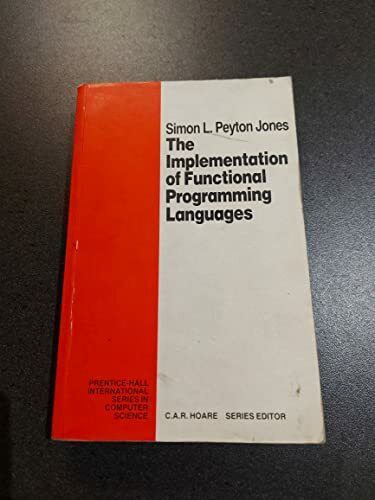 Simon L. Peyton Jones
The
Implementation
of Functional
Programming
Languages
PRENTICE-HALL
INTERNATIONAL
SERIES IN
COMPUTER
SCIENCE
C.A.R. HOARE SERIES EDITOR